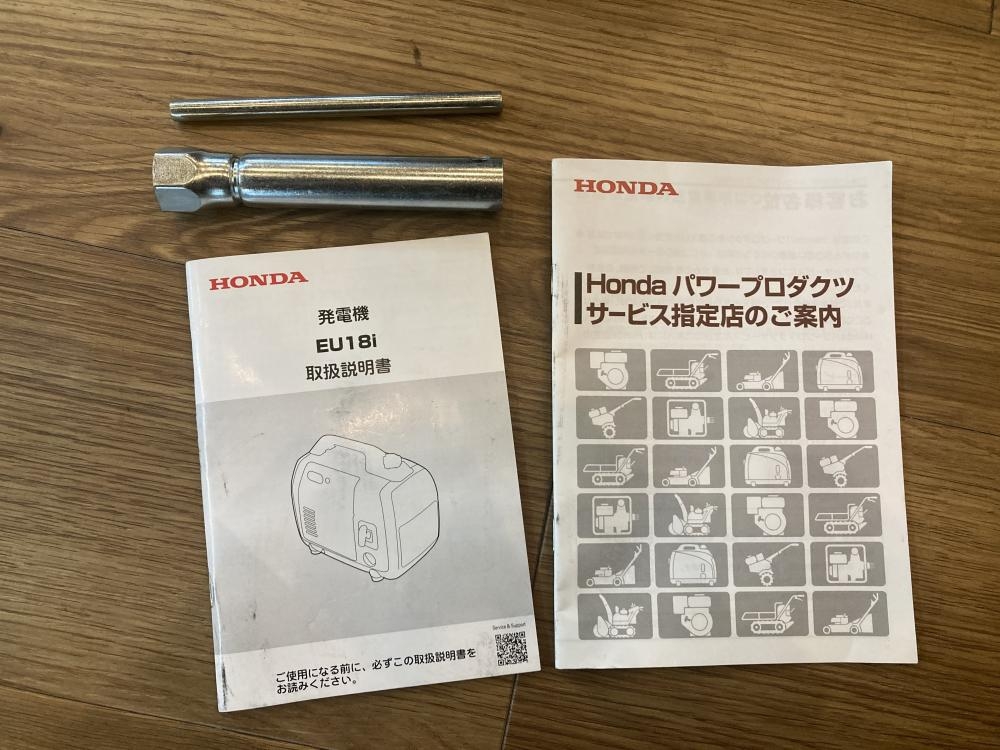 HONDA
発電機
EU18i
取扱説明書
Service & Support
ご使用になる前に、必ずこの取扱説明書を
お読みください。
HONDA
Honda パワープロダクツ
サービス指定店のご案内